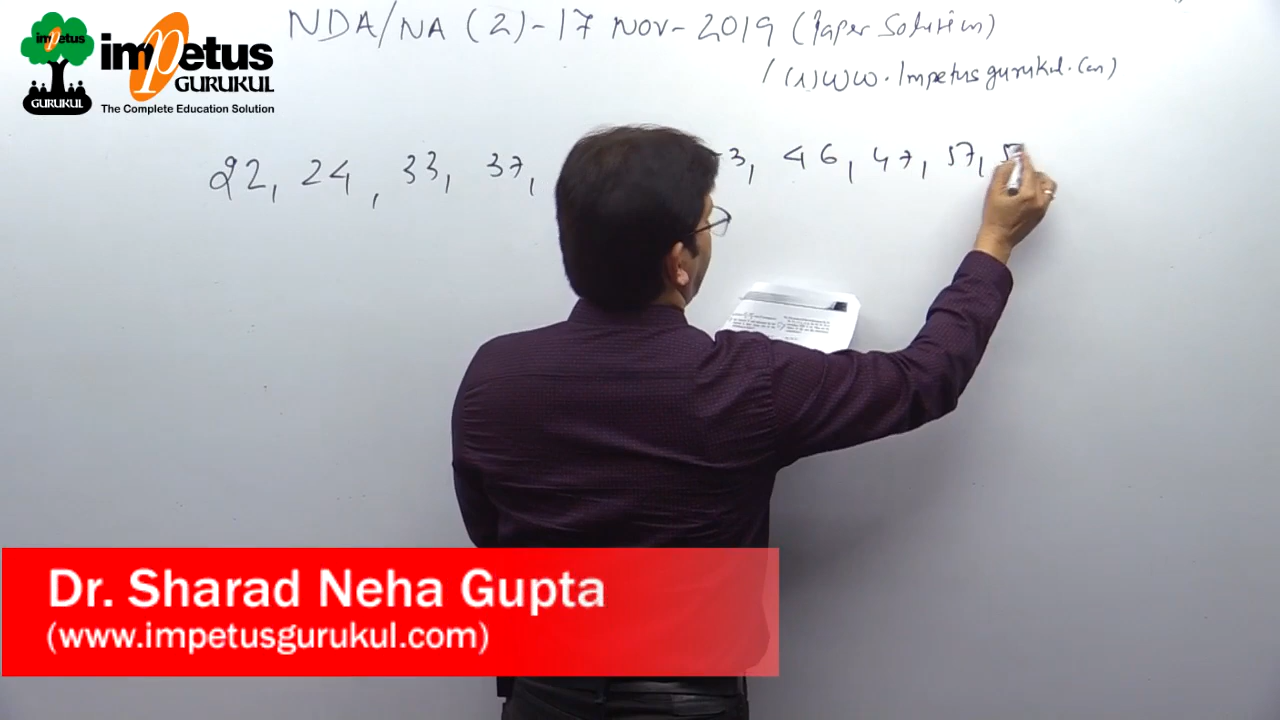 NDA/NA (2)-17 Nov-2019 (Paper Solution)
impetus
GURUKUL
impetus
GURUKUL
The Complete Education Solution
www.Impetusgurukul.com)
22, 24, 33, 37, 3, 46, 47, 57, 5
Dr. Sharad Neha Gupta
(www.impetusgurukul.com)